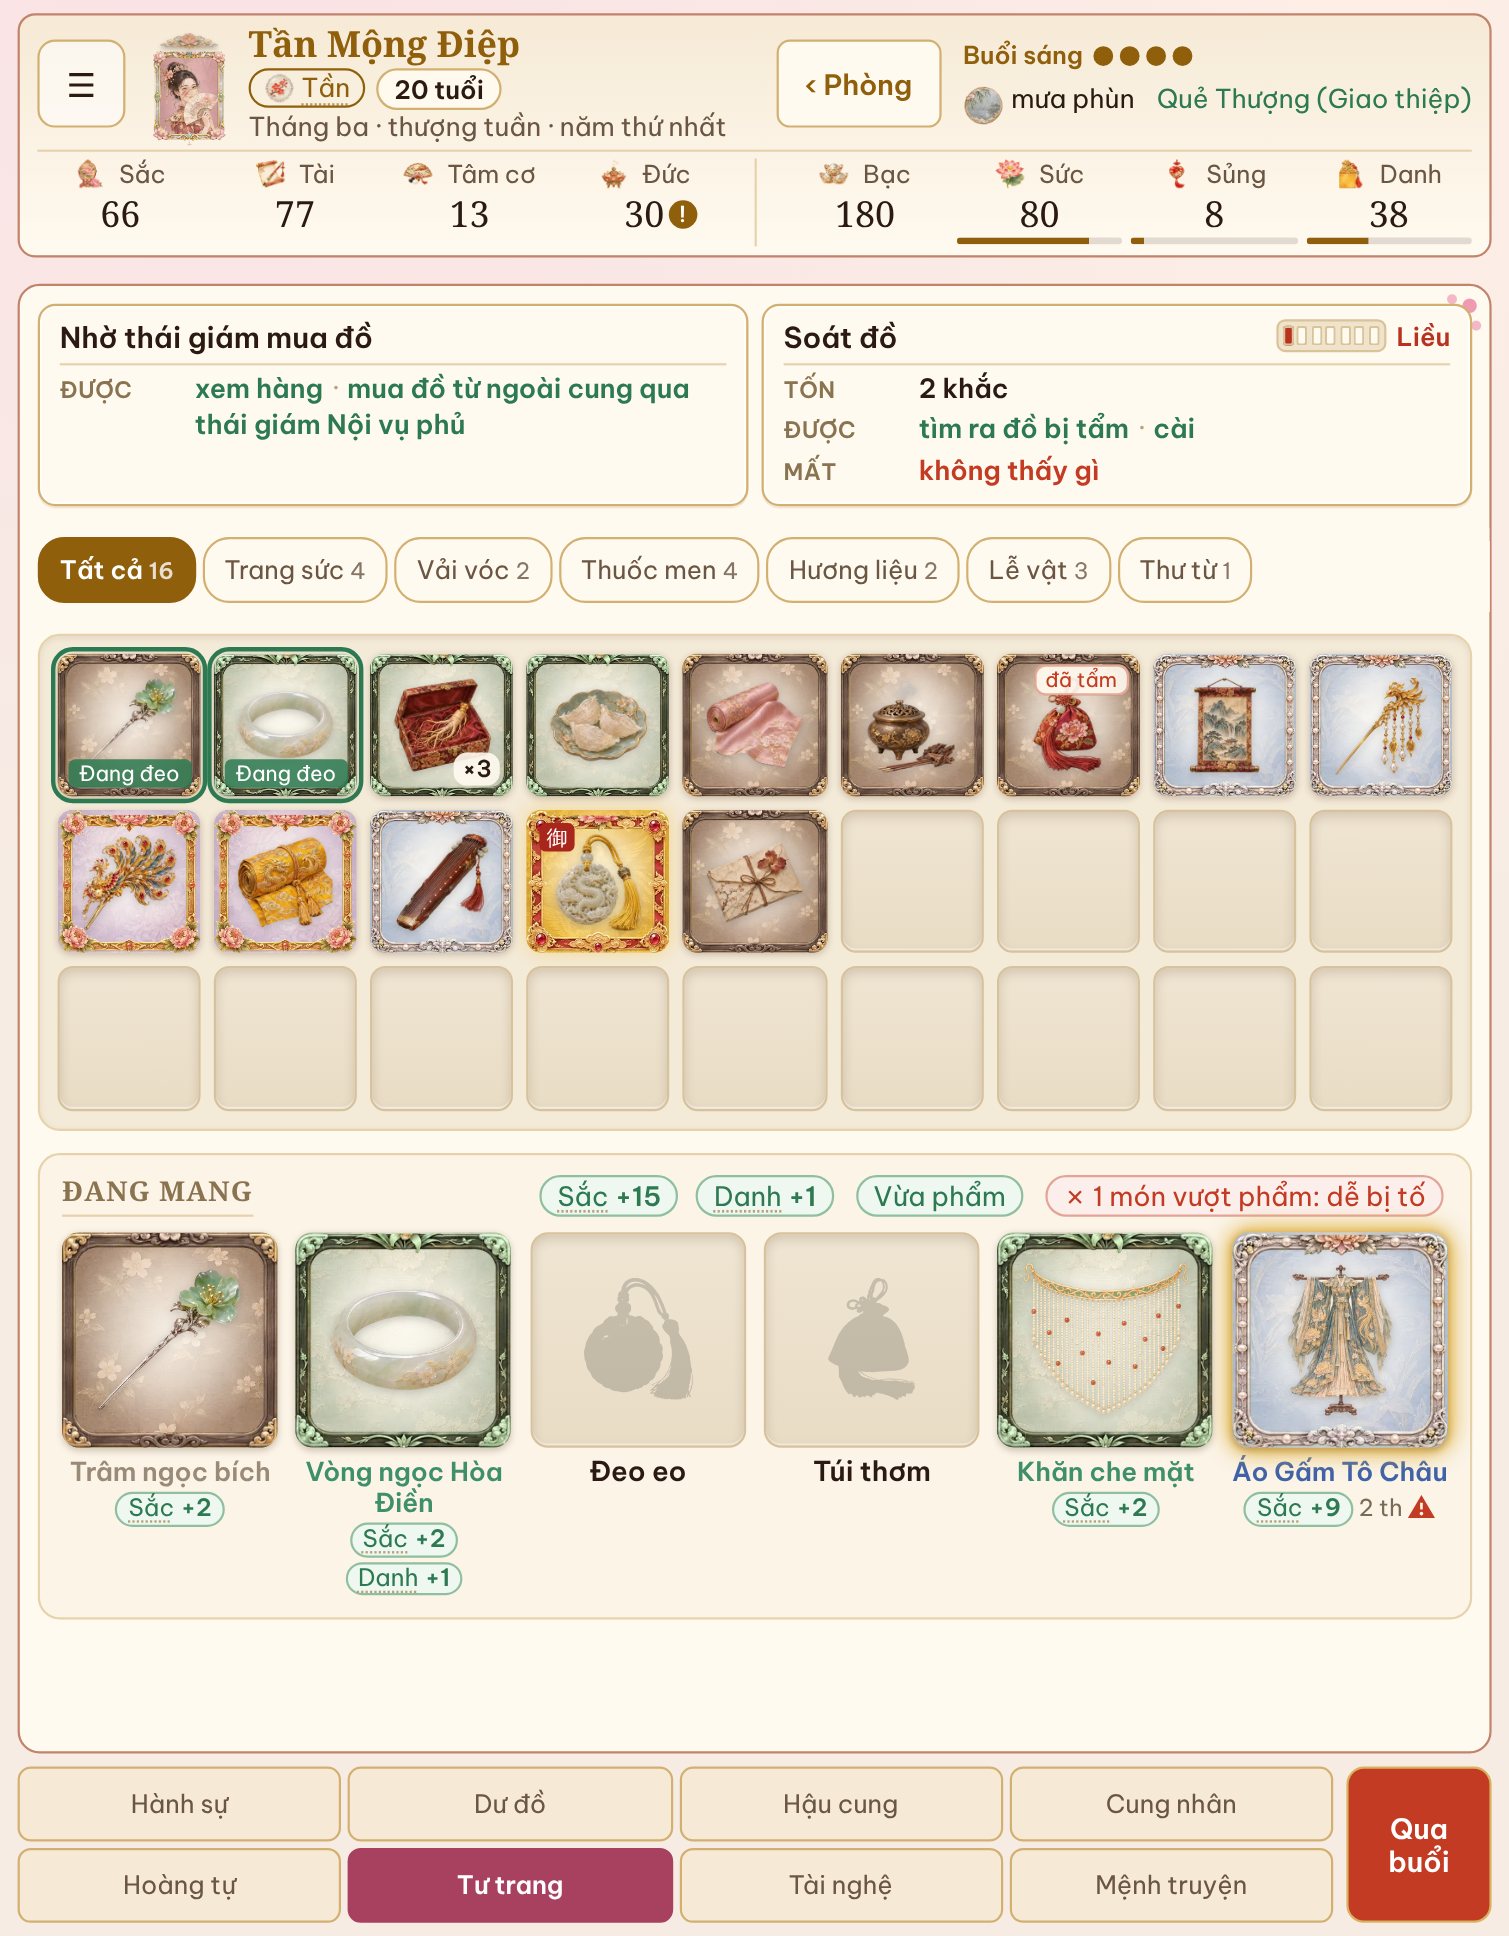 ☰
Tần Mộng Điệp
Tần
20 tuổi
Tháng ba · thượng tuần · năm thứ nhất
‹ Phòng
Buổi sáng
mưa phùn
Quẻ Thượng (Giao thiệp)
Sắc
Tài
Tâm cơ
Đức
Bạc
Sức
Sủng
Danh
66
77
13
30 !
180
80
8
38
Nhờ thái giám mua đồ
ĐƯỢC
xem hàng · mua đồ từ ngoài cung qua
thái giám Nội vụ phủ
Soát đồ
Liều
TỐN
2 khắc
ĐƯỢC
tìm ra đồ bị tẩm · cài
MẤT
không thấy gì
Tất cả 16
Trang sức 4
Vải vóc 2
Thuốc men 4
Hương liệu 2
Lễ vật 3
Thư từ 1
Đang đeo
Đang đeo
×3
đã tẩm
御
ĐANG MANG
Sắc +15
Danh +1
Vừa phẩm
× 1 món vượt phẩm: dễ bị tố
Trâm ngọc bích
Sắc +2
Vòng ngọc Hòa
Điền
Sắc +2
Danh +1
Đeo eo
Túi thơm
Khăn che mặt
Sắc +2
Áo Gấm Tô Châu
Sắc +9 2 th
Hành sự
Dư đồ
Hậu cung
Cung nhân
Hoàng tự
Tư trang
Tài nghệ
Mệnh truyện
Qua
buổi